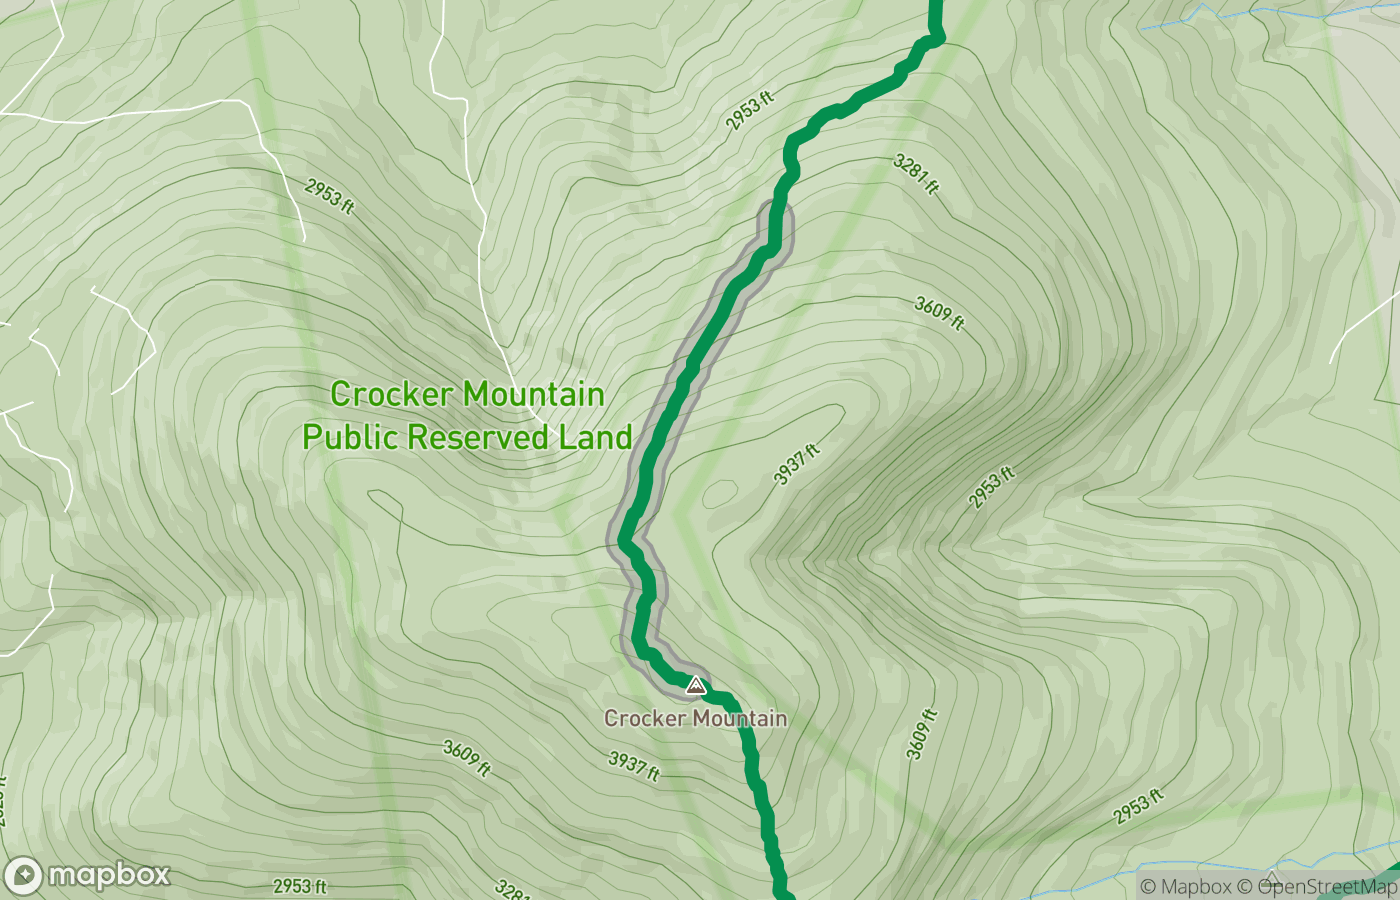 2953 ft
3281 ft
2953 ft
3609 ft
Crocker Mountain
Public Reserved Land
3937 ft
2953 ft
Crocker Mountain
3609 ft
3609 ft
3937 ft
2953 ft
mapbox
2953 ft
© Mapbox © OpenStreetMap